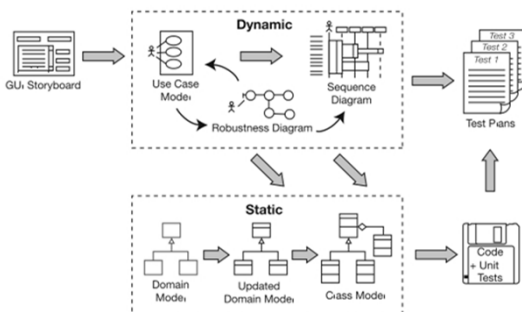 Dynamic
GUI Storyboard
Use Case
Model
Robustness Diagram
Sequence
Diagram
Test 3
Test 2
Test 1
Test Plans
Static
Domain
Model
Updated
Domain Model
Class Model
Code
+ Unit
Tests